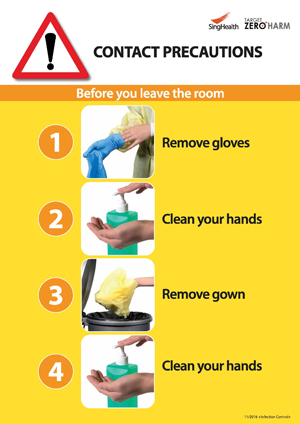 SingHealth
TARGET
ZERO HARM
CONTACT PRECAUTIONS
Before you leave the room
1
Remove gloves
2
Clean your hands
3
Remove gown
4
Clean your hands